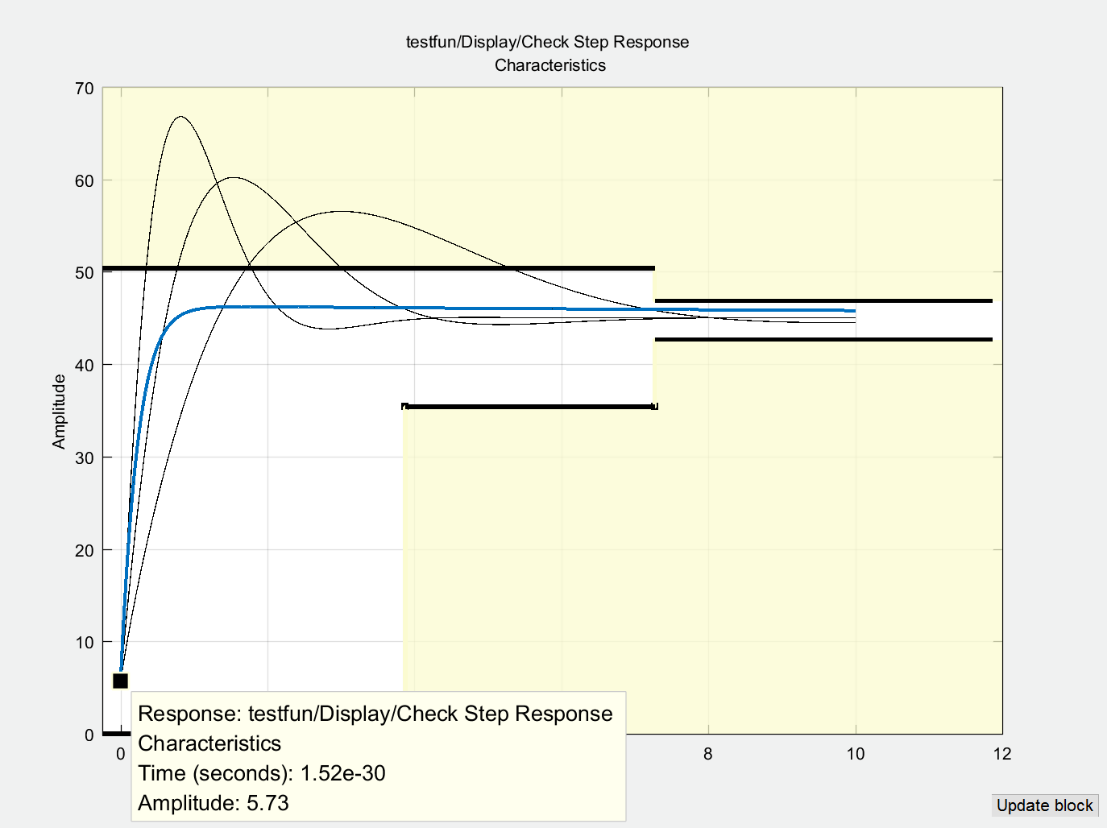 testfun/Display/Check Step Response
Characteristics
70
60
50
40
30
20
10
0
Amplitude
0
8
10
12
Response: testfun/Display/Check Step Response
Characteristics
Time (seconds): 1.52e-30
Amplitude: 5.73
Update block